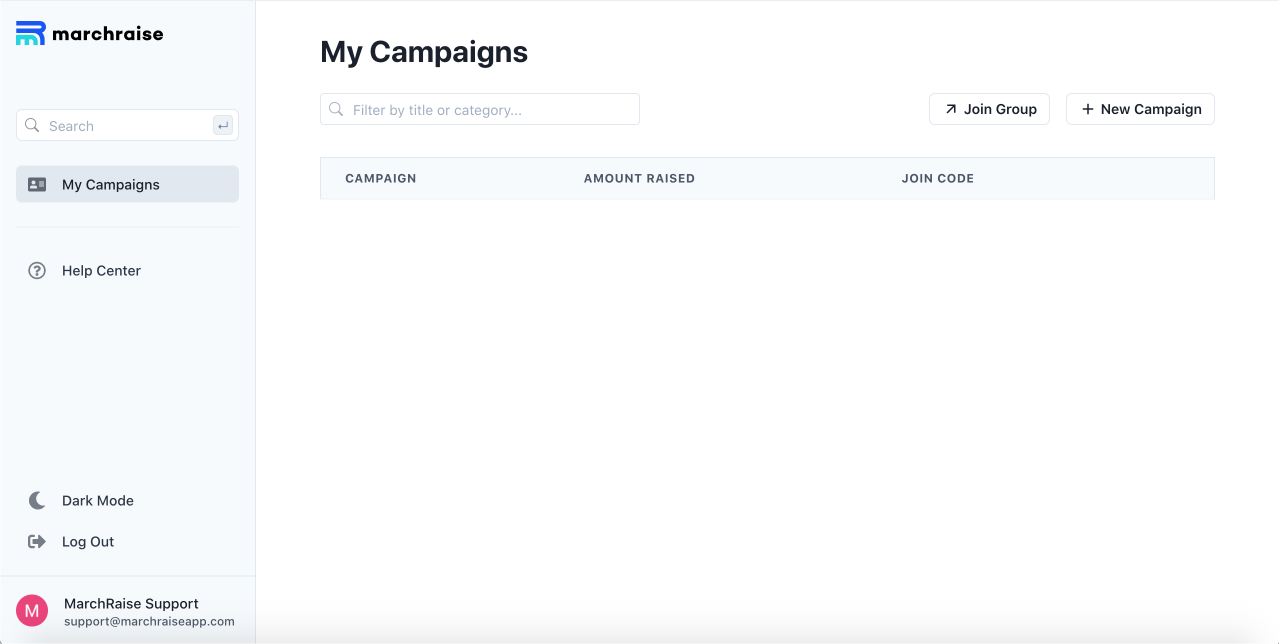 marchraise
Search
My Campaigns
Help Center
Dark Mode
Log Out
M
MarchRaise Support
support@marchraiseapp.com
My Campaigns
Filter by title or category...
Join Group
+ New Campaign
CAMPAIGN AMOUNT RAISED JOIN CODE